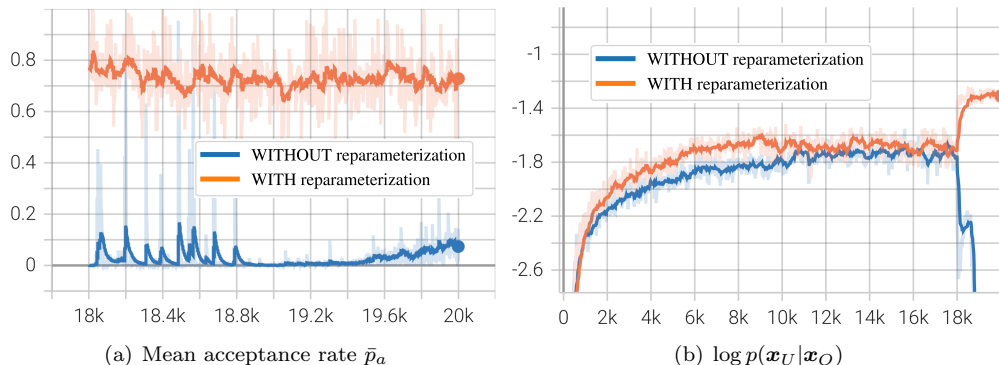 0.8
0.6
0.4
0.2
0
WITHOUT reparameterization
WITH reparameterization
18k 18.4k 18.8k 19.2k 19.6k 20k
(a) Mean acceptance rate p̄ₐ
-1
-1.4
-1.8
-2.2
-2.6
WITHOUT reparameterization
WITH reparameterization
0 2k 4k 6k 8k 10k 12k 14k 16k 18k
(b) log p(𝒙_U|𝒙_O)